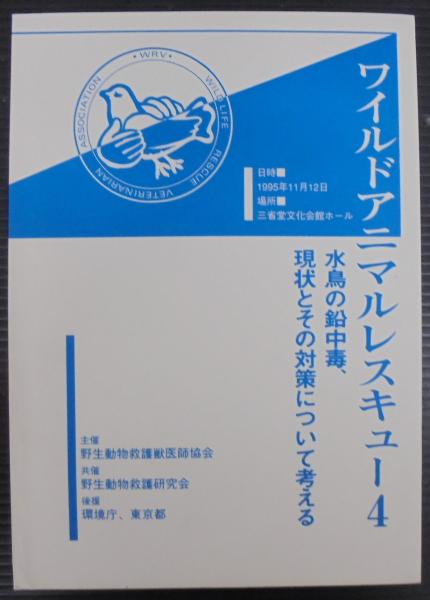 ワイルドアニマルレスキュー4
水鳥の鉛中毒、
現状とその対策について考える
・WRV・ WILDLIFE RESCUE VETERINARIAN ASSOCIATION
日時■
1995年11月12日
場所■
三省堂文化会館ホール
主催
野生動物救護獣医師協会
共催
野生動物救護研究会
後援
環境庁、東京都